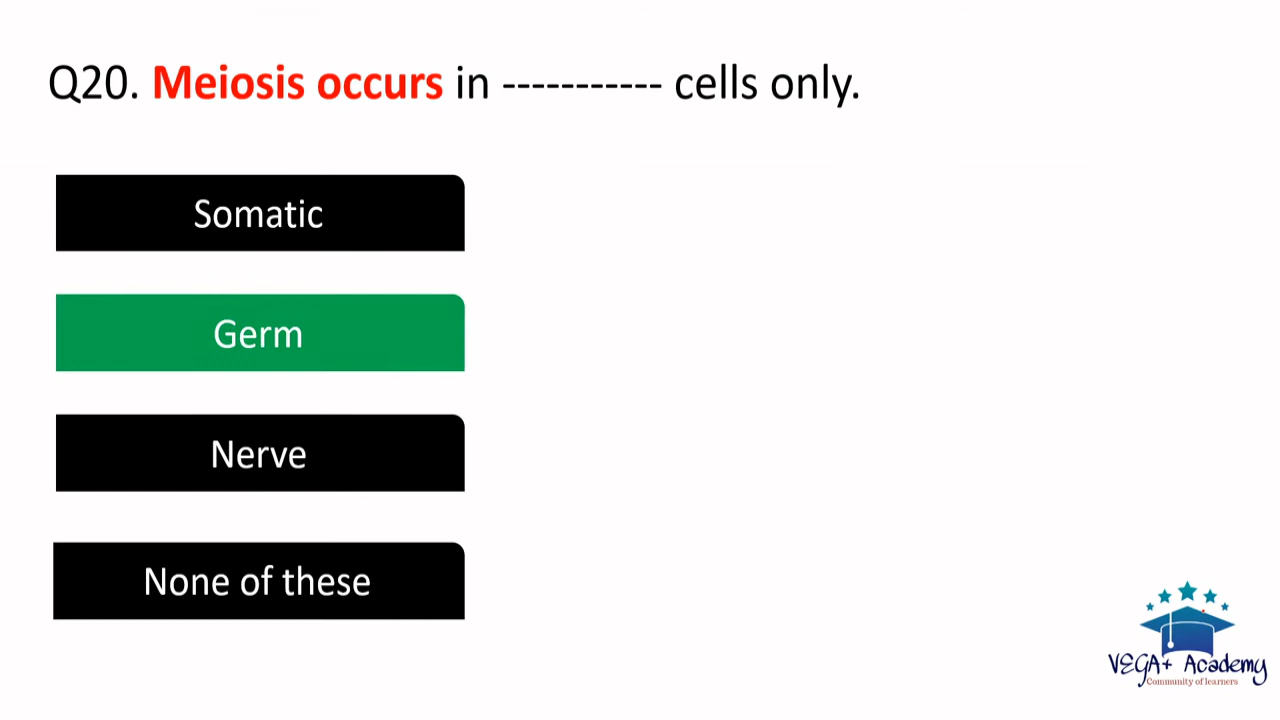 Q20. Meiosis occurs in ----------- cells only.
Somatic
Germ
Nerve
None of these
VEGA+ Academy
Community of learners